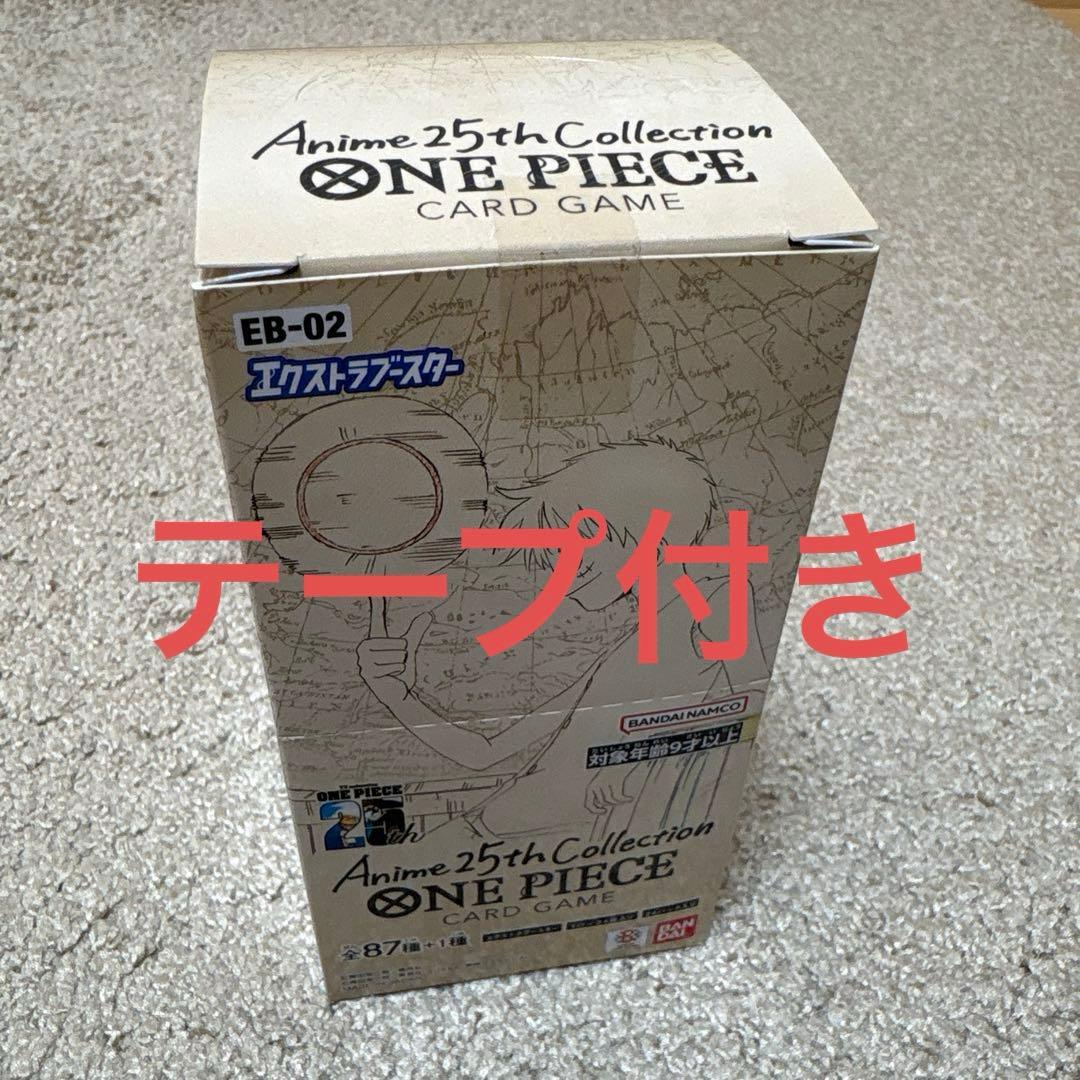 Anime 25th Collection
ONE PIECE
CARD GAME
EB-02
エクストラブースター
テープ付き
BANDAI NAMCO
対象年齢9才以上
ONE PIECE
25th
Anime 25th Collection
ONE PIECE
CARD GAME
全87種+1種
BANDAI